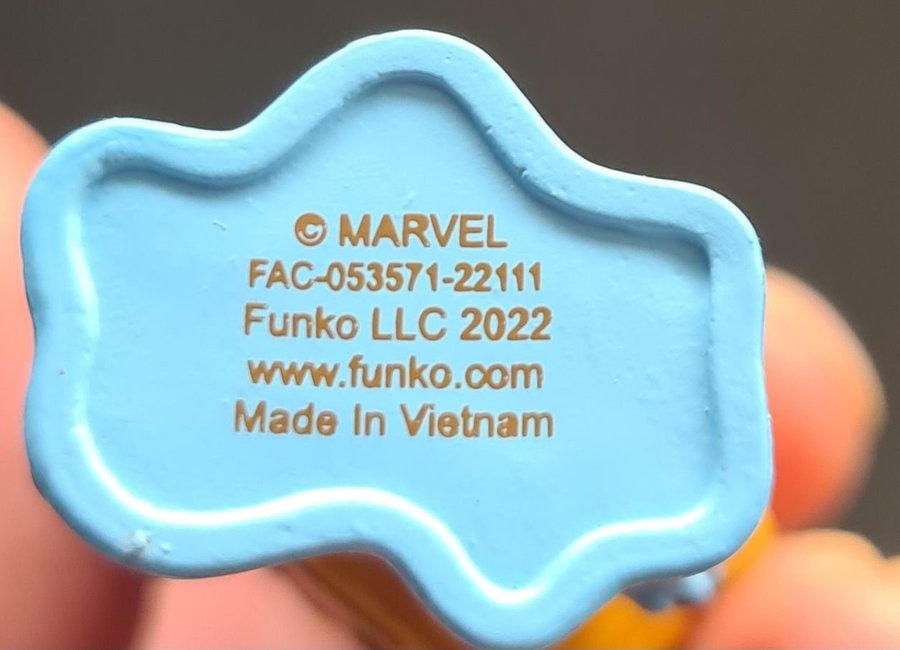 © MARVEL
FAC-053571-22111
Funko LLC 2022
www.funko.com
Made In Vietnam